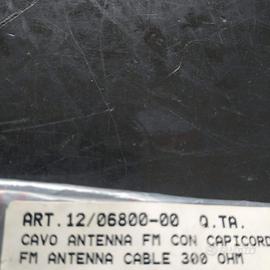 ART.12/06800-00 Q.TA.
CAVO ANTENNA FM CON CAPICORD
FM ANTENNA CABLE 300 OHM